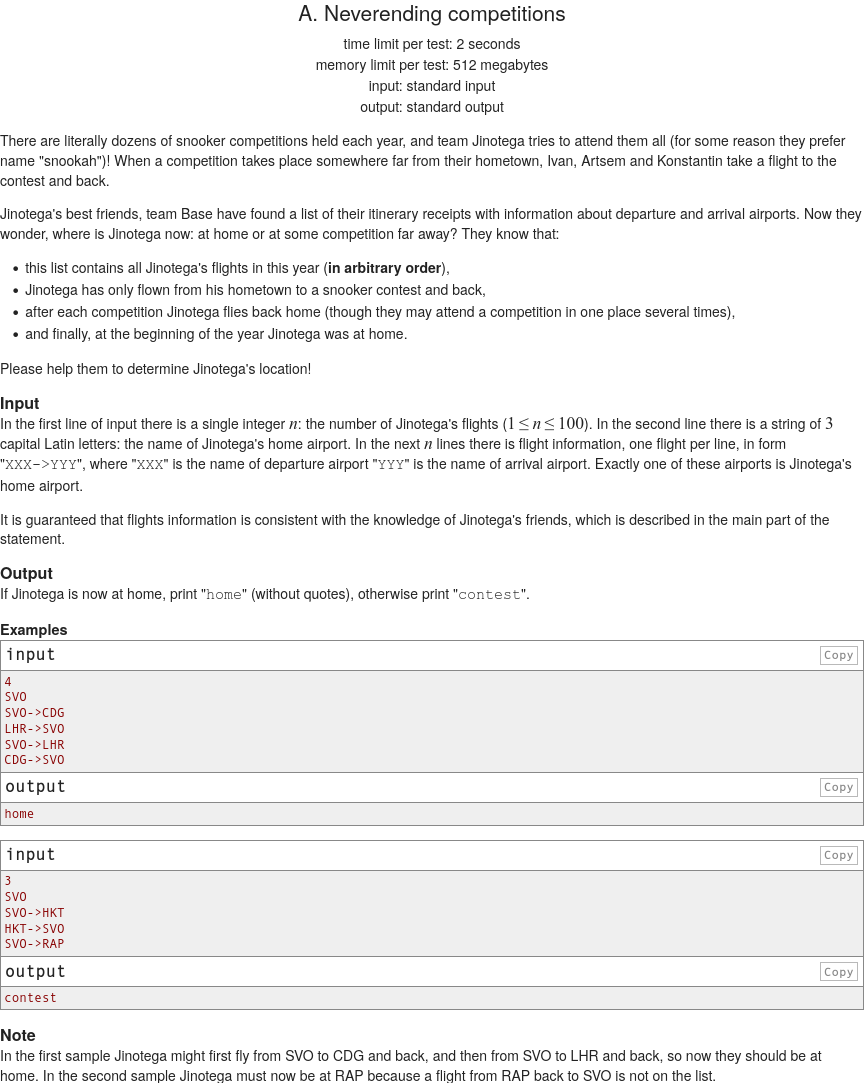 A. Neverending competitions
time limit per test: 2 seconds
memory limit per test: 512 megabytes
input: standard input
output: standard output
There are literally dozens of snooker competitions held each year, and team Jinotega tries to attend them all (for some reason they prefer
name "snookah")! When a competition takes place somewhere far from their hometown, Ivan, Artsem and Konstantin take a flight to the
contest and back.
Jinotega's best friends, team Base have found a list of their itinerary receipts with information about departure and arrival airports. Now they
wonder, where is Jinotega now: at home or at some competition far away? They know that:
• this list contains all Jinotega's flights in this year (in arbitrary order),
• Jinotega has only flown from his hometown to a snooker contest and back,
• after each competition Jinotega flies back home (though they may attend a competition in one place several times),
• and finally, at the beginning of the year Jinotega was at home.
Please help them to determine Jinotega's location!
Input
In the first line of input there is a single integer n: the number of Jinotega's flights (1 ≤ n ≤ 100). In the second line there is a string of 3
capital Latin letters: the name of Jinotega's home airport. In the next n lines there is flight information, one flight per line, in form
"XXX->YYY", where "XXX" is the name of departure airport "YYY" is the name of arrival airport. Exactly one of these airports is Jinotega's
home airport.
It is guaranteed that flights information is consistent with the knowledge of Jinotega's friends, which is described in the main part of the
statement.
Output
If Jinotega is now at home, print "home" (without quotes), otherwise print "contest".
Examples
input Copy
4
SVO
SVO->CDG
LHR->SVO
SVO->LHR
CDG->SVO
output Copy
home
input Copy
3
SVO
SVO->HKT
HKT->SVO
SVO->RAP
output Copy
contest
Note
In the first sample Jinotega might first fly from SVO to CDG and back, and then from SVO to LHR and back, so now they should be at
home. In the second sample Jinotega must now be at RAP because a flight from RAP back to SVO is not on the list.